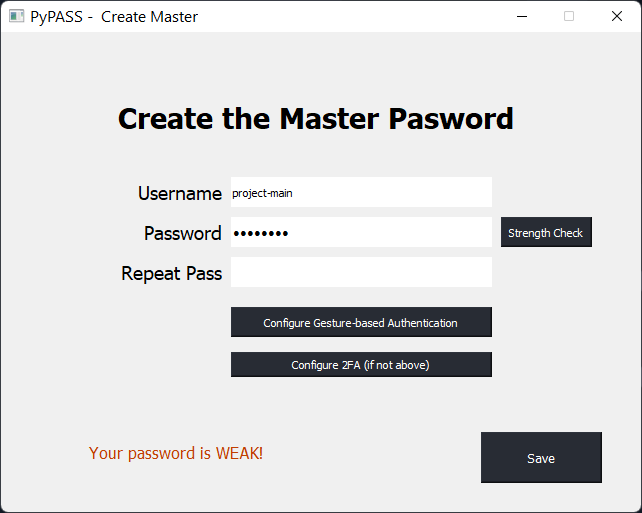 PyPASS - Create Master
Create the Master Pasword
Username project-main
Password •••••••• Strength Check
Repeat Pass
Configure Gesture-based Authentication
Configure 2FA (if not above)
Your password is WEAK! Save